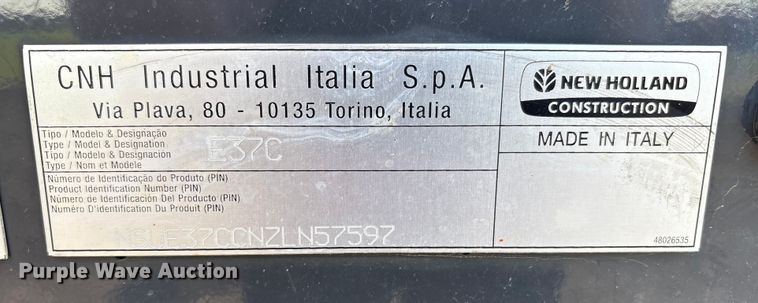 CNH Industrial Italia S.p.A.
Via Plava, 80 - 10135 Torino, Italia
Tipo / Modelo & Designação
Type / Model & Designation
Tipo / Modelo & Designación
Type / Nom et Modele
E37C
Número de Identificação do Produto (PIN)
Product Identification Number (PIN)
Número de Identificación Del Producto (PIN)
Numéro D'identification Du Produit (PIN)
NEW HOLLAND
CONSTRUCTION
MADE IN ITALY
48026535
Purple Wave Auction